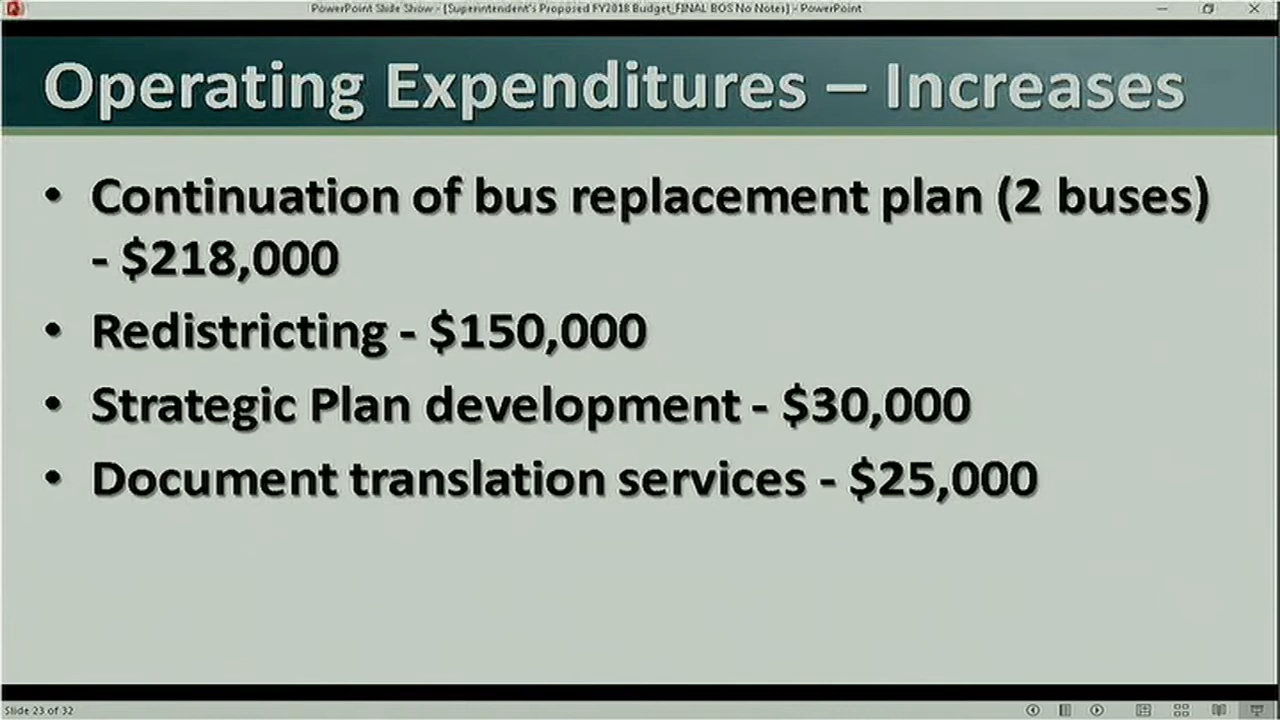 PowerPoint Slide Show - [Superintendent's Proposed FY2018 Budget_FINAL BOS No Notes] - PowerPoint
Operating Expenditures – Increases
• Continuation of bus replacement plan (2 buses)
- $218,000
• Redistricting - $150,000
• Strategic Plan development - $30,000
• Document translation services - $25,000
Slide 23 of 32